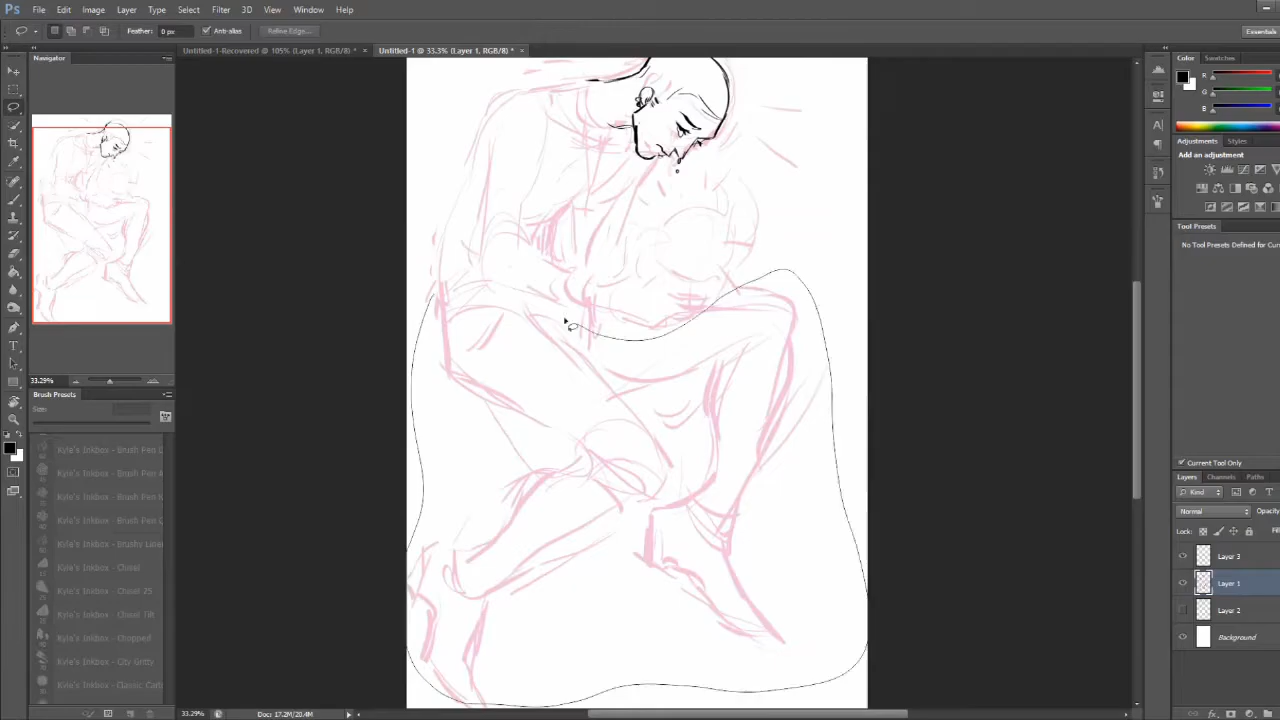 Ps File Edit Image Layer Type Select Filter 3D View Window Help
Feather: 0 px Anti-alias Refine Edge... Essentials
Untitled-1-Recovered @ 105% (Layer 1, RGB/8) * × Untitled-1 @ 33.3% (Layer 1, RGB/8) * ×
Navigator
33.29%
Brush Presets
Size:
Kyle's Inkbox - Brush Pen
Kyle's Inkbox - Brush Pen
Kyle's Inkbox - Brush Pen
Kyle's Inkbox - Brush Pen
Kyle's Inkbox - Brushy Liner
Kyle's Inkbox - Chisel
Kyle's Inkbox - Chisel 25
Kyle's Inkbox - Chisel Tilt
Kyle's Inkbox - Chopped
Kyle's Inkbox - City Gritty
Kyle's Inkbox - Classic
33.29% Doc: 17.2M/20.4M
Color Swatches
R
G
B
Adjustments Styles
Add an adjustment
Tool Presets
No Tool Presets Defined for
Current Tool Only
Layers Channels Paths
Kind
Normal Opacity
Lock:
Layer 3
Layer 1
Layer 2
Background